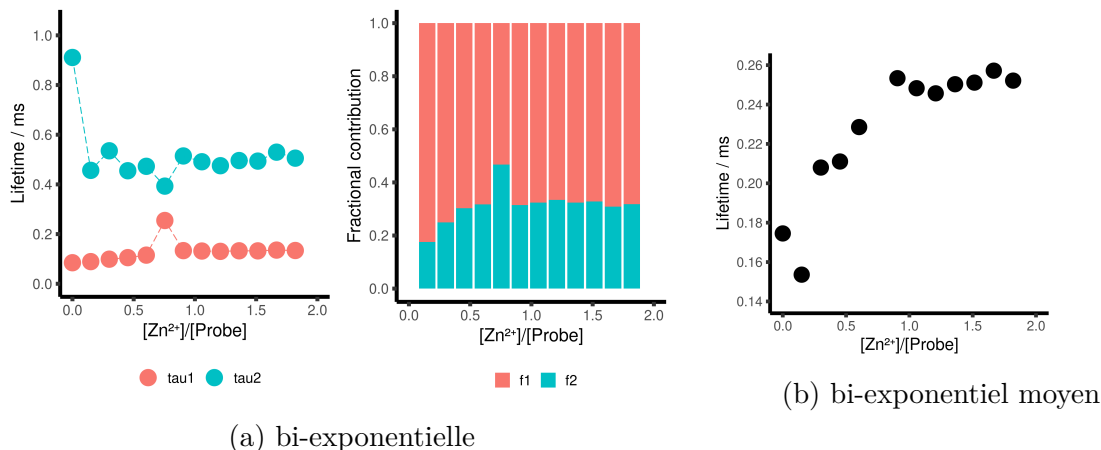 Lifetime / ms
1.0
0.8
0.6
0.4
0.2
0.0
0.0 0.5 1.0 1.5 2.0
[Zn²⁺]/[Probe]
tau1 tau2
Fractional contribution
1.0
0.8
0.6
0.4
0.2
0.0
0.0 0.5 1.0 1.5 2.0
[Zn²⁺]/[Probe]
f1 f2
(a) bi-exponentielle
Lifetime / ms
0.26
0.24
0.22
0.20
0.18
0.16
0.14
0.0 0.5 1.0 1.5 2.0
[Zn²⁺]/[Probe]
(b) bi-exponentiel moyen